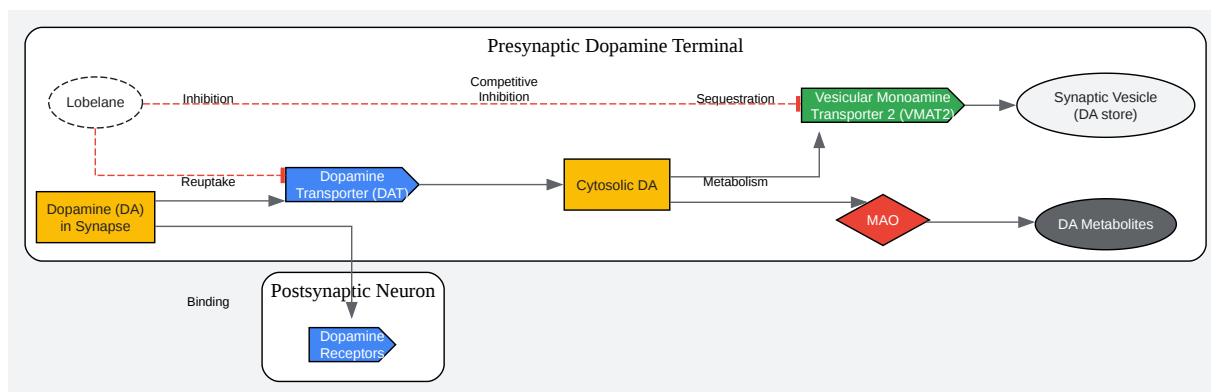 Presynaptic Dopamine Terminal
Lobelane
Inhibition
Competitive
Inhibition
Sequestration
Vesicular Monoamine
Transporter 2 (VMAT2)
Synaptic Vesicle
(DA store)
Reuptake
Dopamine
Transporter (DAT)
Cytosolic DA
Metabolism
Dopamine (DA)
in Synapse
MAO
DA Metabolites
Postsynaptic Neuron
Binding
Dopamine
Receptors